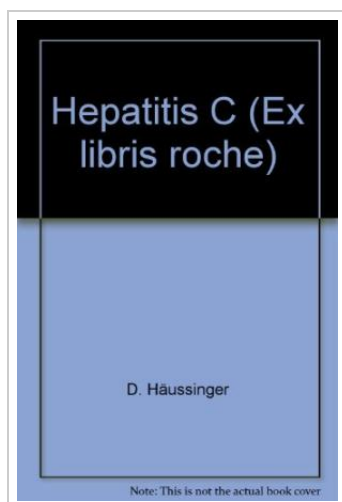 Hepatitis C (Ex
libris roche)
D. Häussinger
Note: This is not the actual book cover